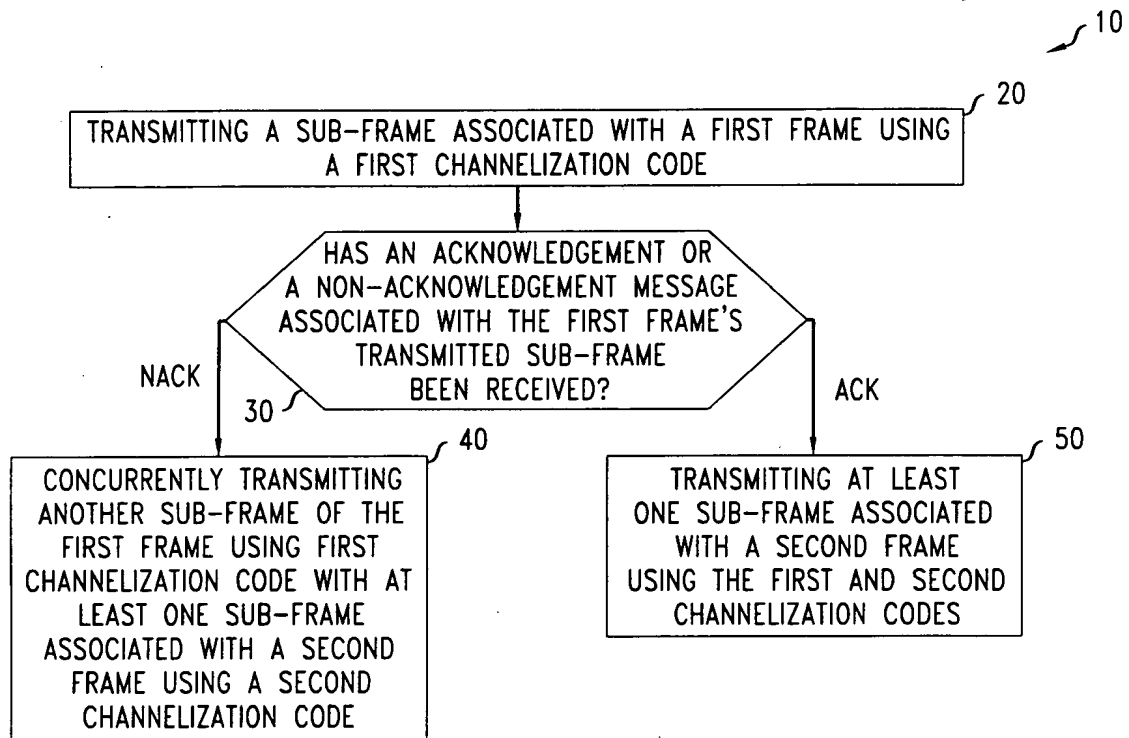 10
20
TRANSMITTING A SUB-FRAME ASSOCIATED WITH A FIRST FRAME USING
A FIRST CHANNELIZATION CODE
HAS AN ACKNOWLEDGEMENT OR
A NON-ACKNOWLEDGEMENT MESSAGE
ASSOCIATED WITH THE FIRST FRAME'S
TRANSMITTED SUB-FRAME
BEEN RECEIVED?
30
NACK
ACK
40
CONCURRENTLY TRANSMITTING
ANOTHER SUB-FRAME OF THE
FIRST FRAME USING FIRST
CHANNELIZATION CODE WITH AT
LEAST ONE SUB-FRAME
ASSOCIATED WITH A SECOND
FRAME USING A SECOND
CHANNELIZATION CODE
50
TRANSMITTING AT LEAST
ONE SUB-FRAME ASSOCIATED
WITH A SECOND FRAME
USING THE FIRST AND SECOND
CHANNELIZATION CODES